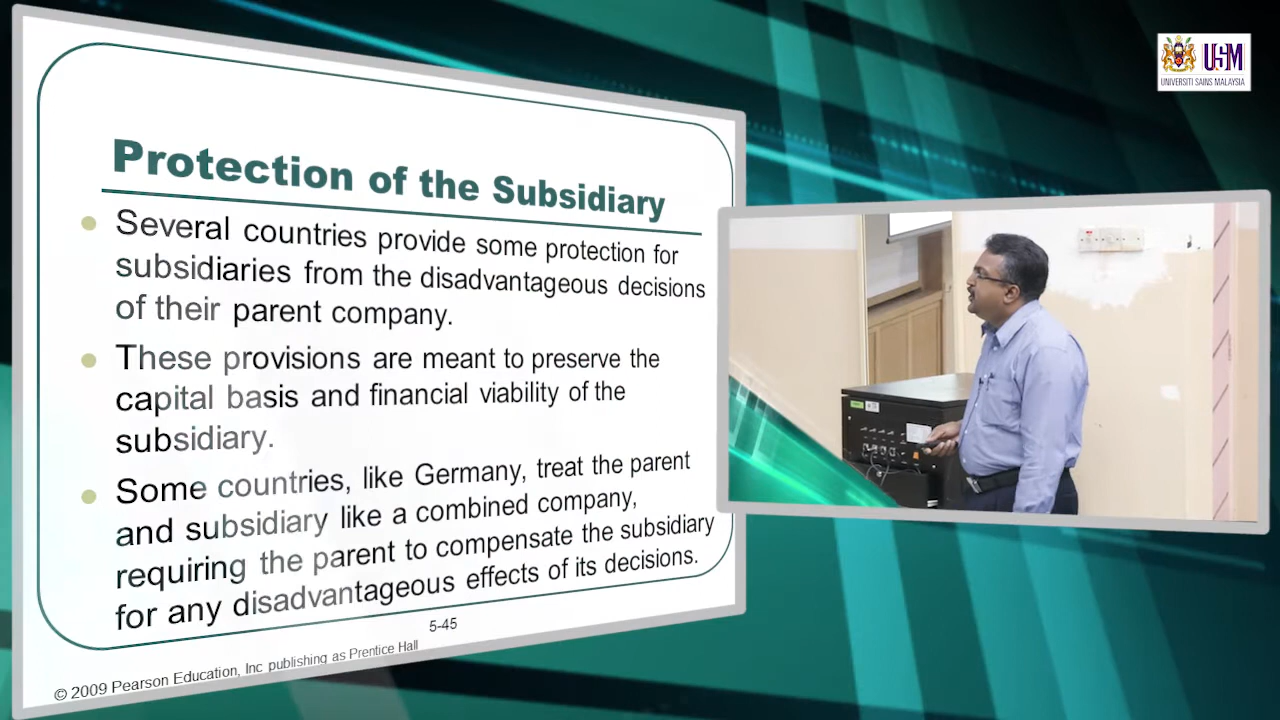 Protection of the Subsidiary
Several countries provide some protection for
subsidiaries from the disadvantageous decisions
of their parent company.
These provisions are meant to preserve the
capital basis and financial viability of the
subsidiary.
Some countries, like Germany, treat the parent
and subsidiary like a combined company,
requiring the parent to compensate the subsidiary
for any disadvantageous effects of its decisions.
5-45
© 2009 Pearson Education, Inc publishing as Prentice Hall
USM
UNIVERSITI SAINS MALAYSIA